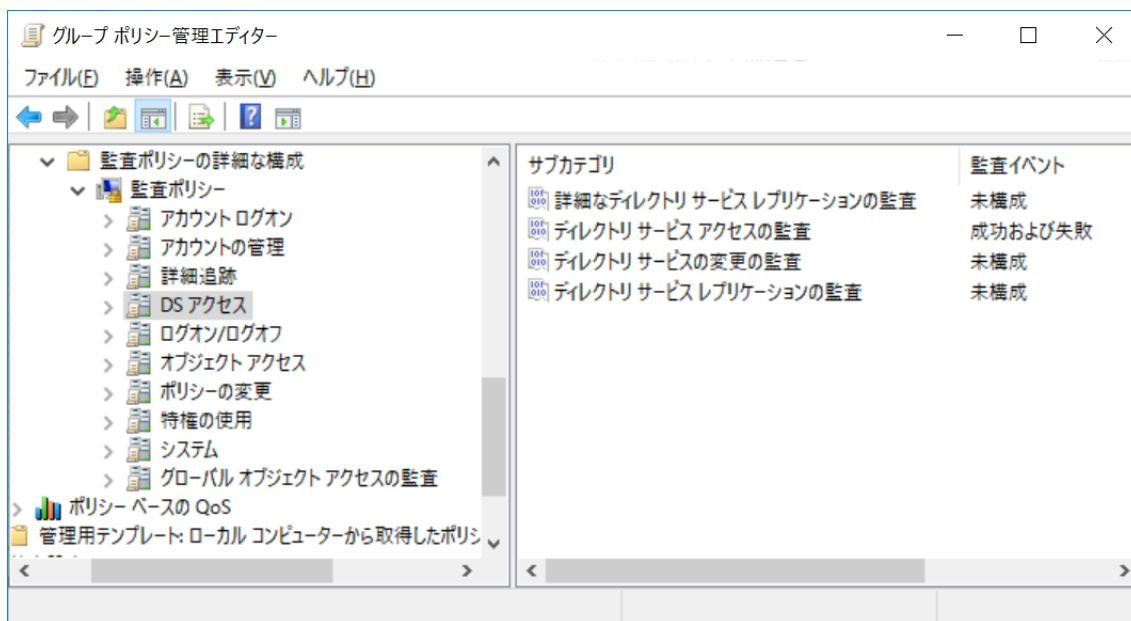 グループ ポリシー管理エディター
ファイル(F) 操作(A) 表示(V) ヘルプ(H)
監査ポリシーの詳細な構成
監査ポリシー
アカウント ログオン
アカウントの管理
詳細追跡
DS アクセス
ログオン/ログオフ
オブジェクト アクセス
ポリシーの変更
特権の使用
システム
グローバル オブジェクト アクセスの監査
ポリシー ベースの QoS
管理用テンプレート: ローカル コンピューターから取得したポリシ
サブカテゴリ 監査イベント
詳細なディレクトリ サービス レプリケーションの監査 未構成
ディレクトリ サービス アクセスの監査 成功および失敗
ディレクトリ サービスの変更の監査 未構成
ディレクトリ サービス レプリケーションの監査 未構成